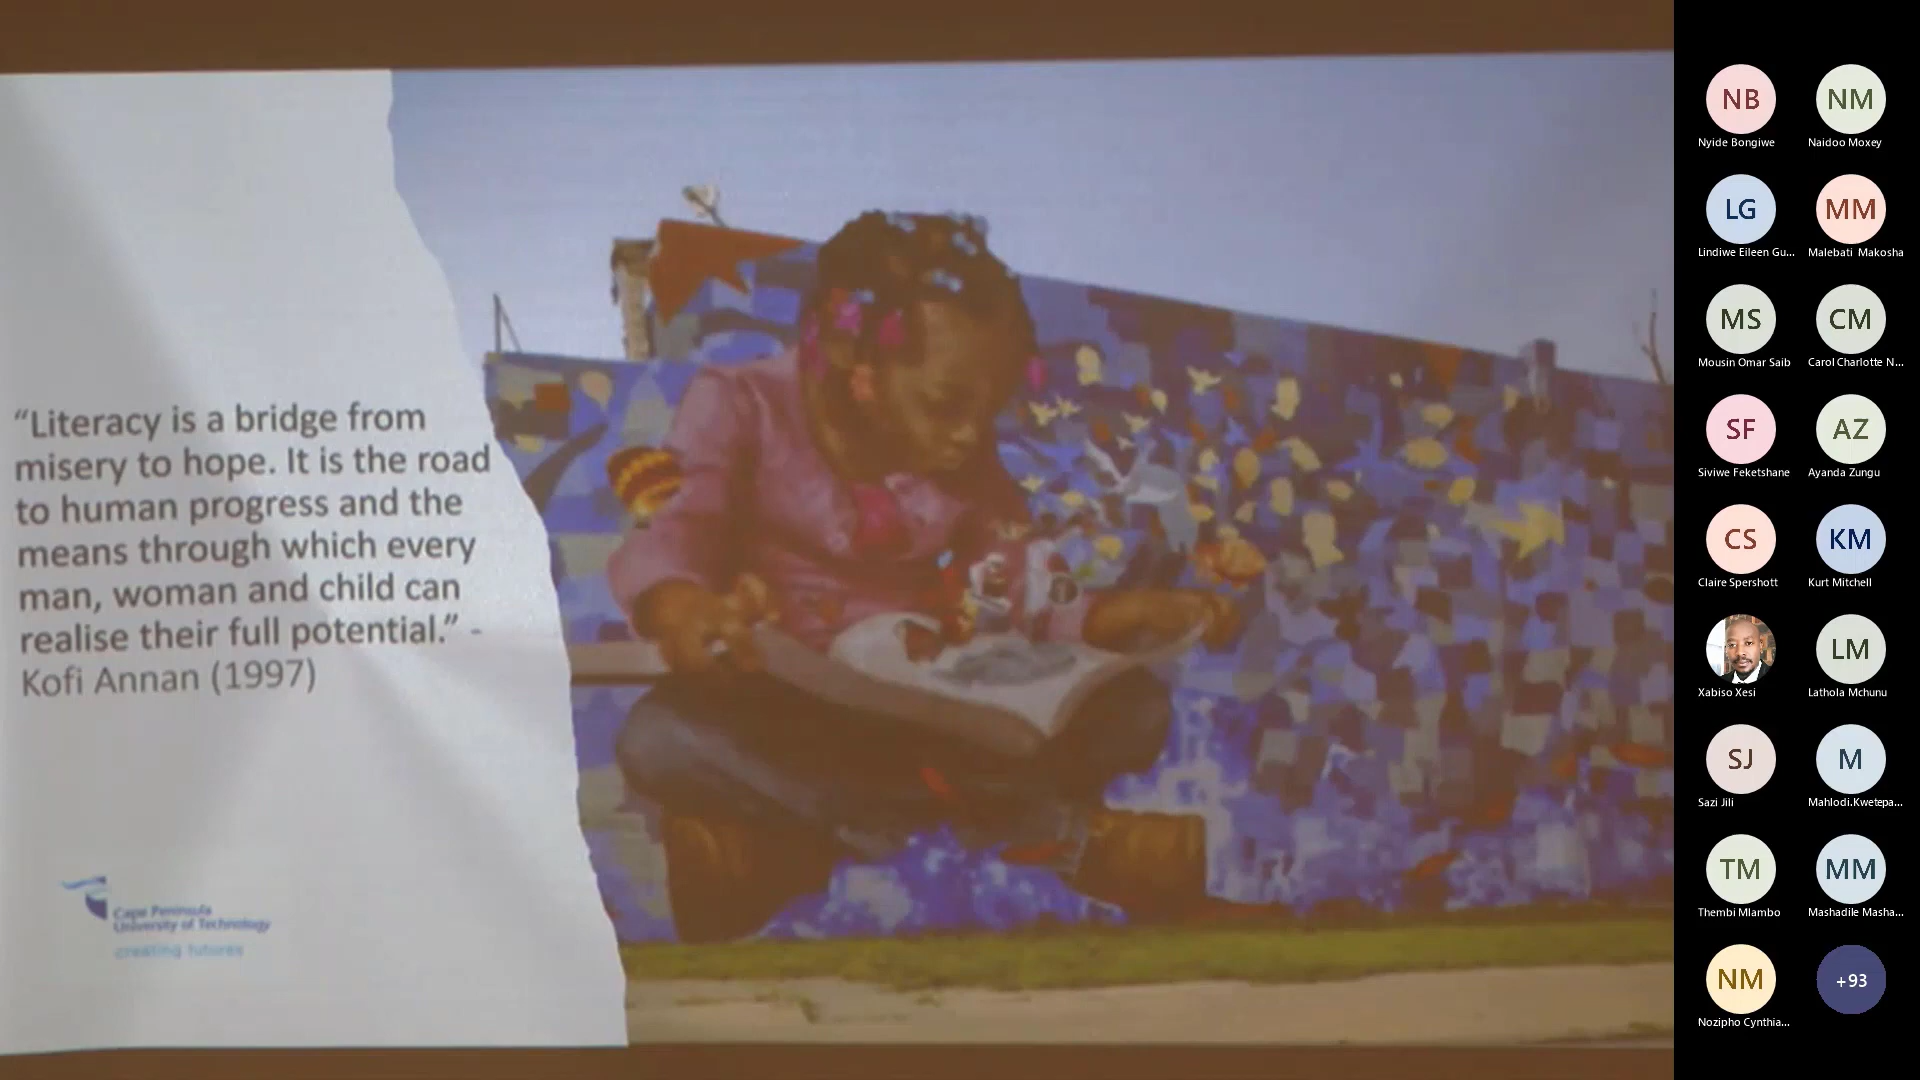 “Literacy is a bridge from
misery to hope. It is the road
to human progress and the
means through which every
man, woman and child can
realise their full potential.” -
Kofi Annan (1997)
Cape Peninsula
University of Technology
creating futures
NB
NM
Nyide Bongiwe
Naidoo Moxey
LG
MM
Lindiwe Eileen Gu...
Malebati Makosha
MS
CM
Mousin Omar Saib
Carol Charlotte N...
SF
AZ
Siviwe Feketshane
Ayanda Zungu
CS
KM
Claire Spershott
Kurt Mitchell
LM
Xabiso Xesi
Lathola Mchunu
SJ
M
Sazi Jili
Mahlodi.Kwetepa...
TM
MM
Thembi Mlambo
Mashadile Masha...
NM
+93
Nozipho Cynthia...